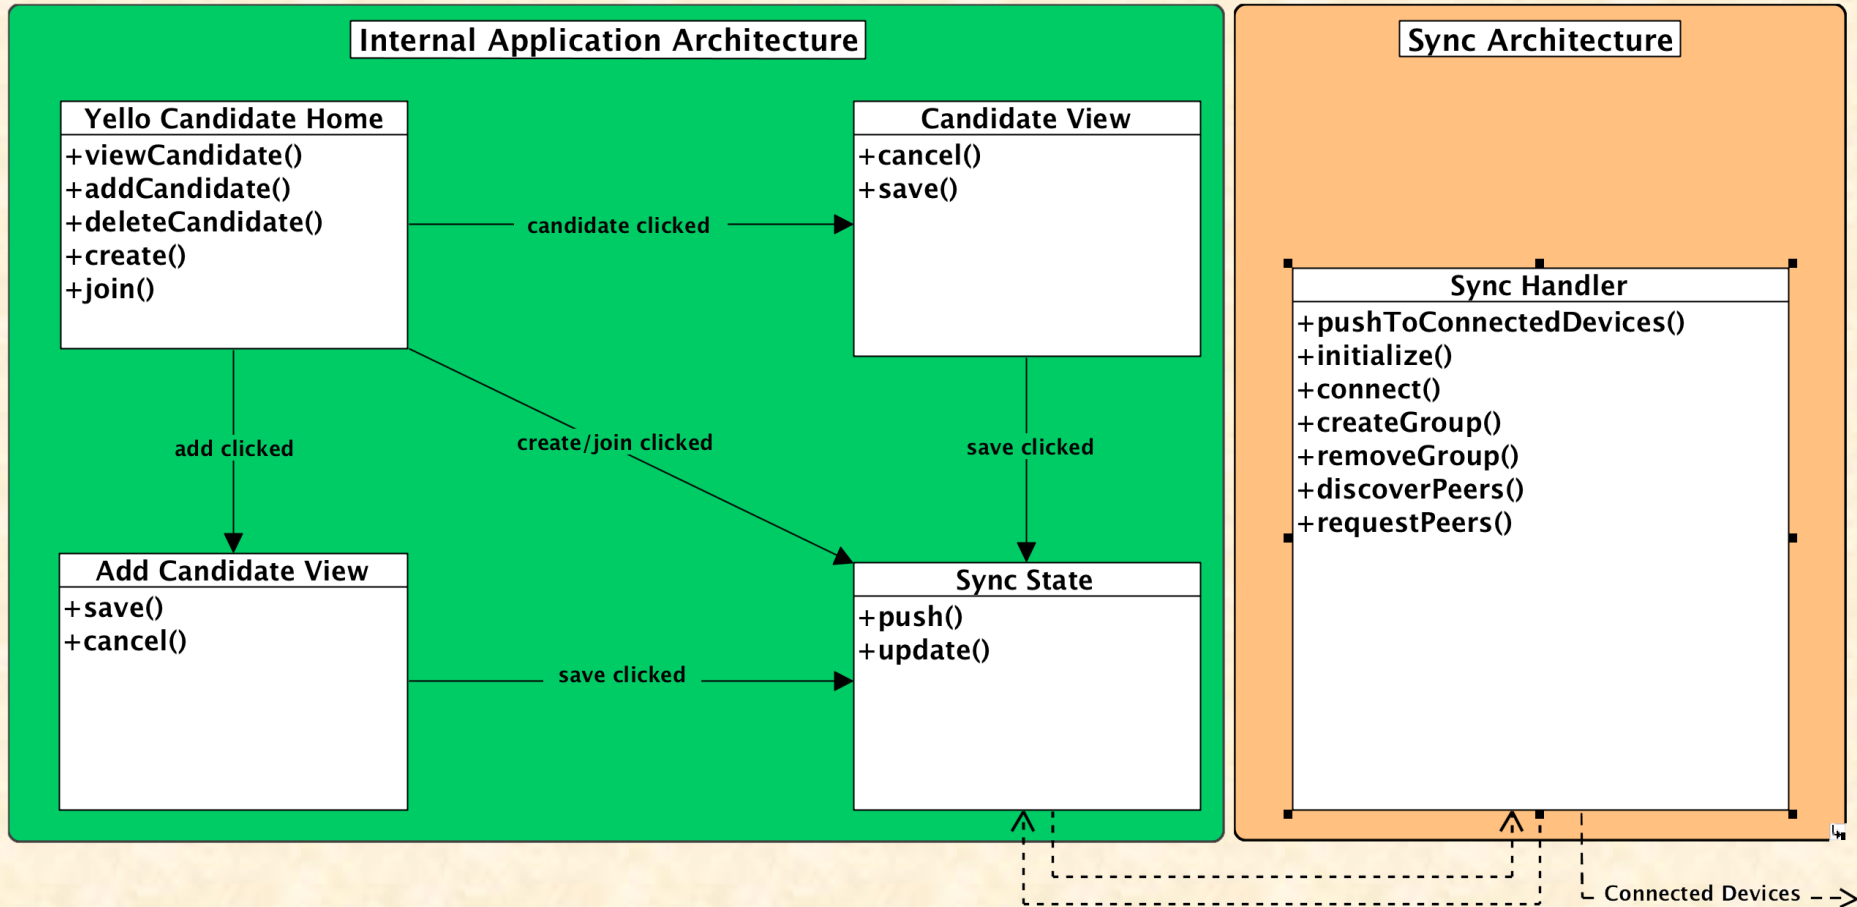 Internal Application Architecture
Yello Candidate Home
+viewCandidate()
+addCandidate()
+deleteCandidate()
+create()
+join()
candidate clicked
Candidate View
+cancel()
+save()
add clicked
create/join clicked
save clicked
Add Candidate View
+save()
+cancel()
save clicked
Sync State
+push()
+update()
Sync Architecture
Sync Handler
+pushToConnectedDevices()
+initialize()
+connect()
+createGroup()
+removeGroup()
+discoverPeers()
+requestPeers()
Connected Devices